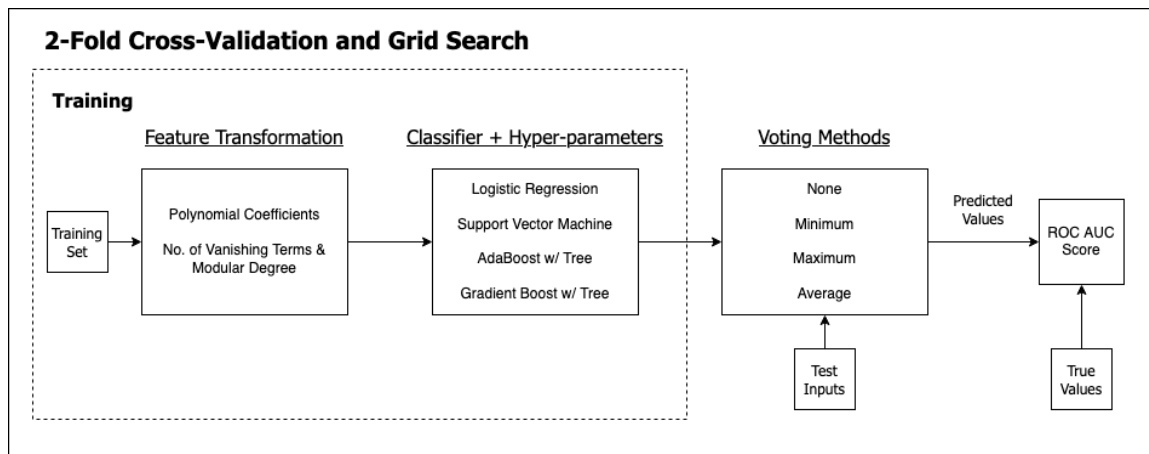 2-Fold Cross-Validation and Grid Search
Training
Feature Transformation
Classifier + Hyper-parameters
Voting Methods
Training
Set
Polynomial Coefficients
No. of Vanishing Terms &
Modular Degree
Logistic Regression
Support Vector Machine
AdaBoost w/ Tree
Gradient Boost w/ Tree
None
Minimum
Maximum
Average
Predicted
Values
ROC AUC
Score
Test
Inputs
True
Values